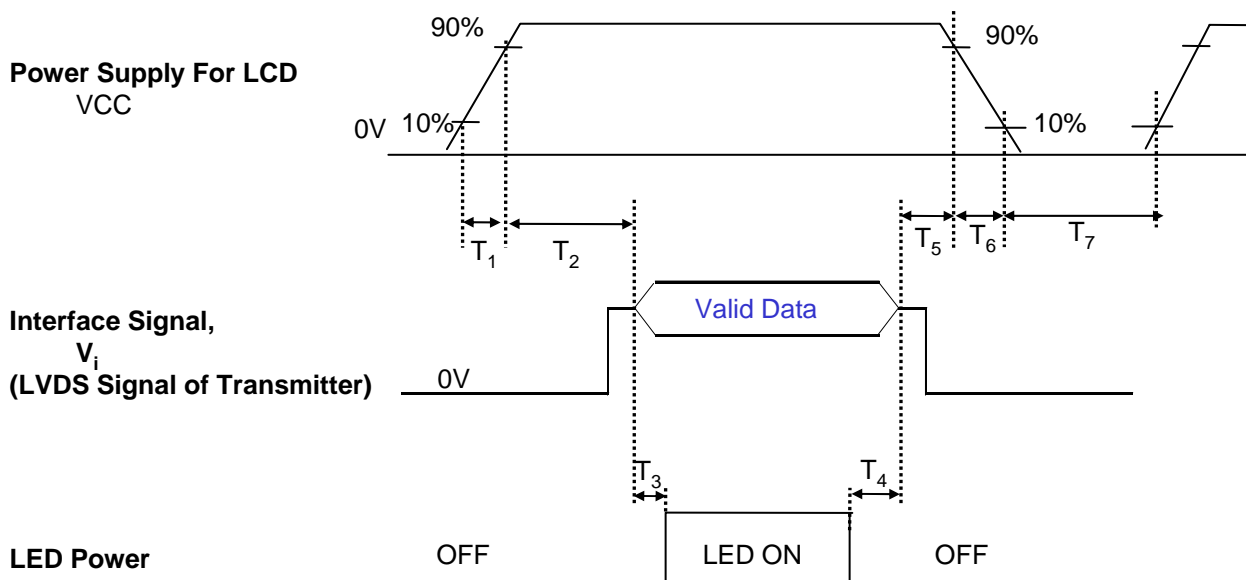 90%
90%
Power Supply For LCD
VCC
0V
10%
10%
T₁
T₂
T₅
T₆
T₇
Valid Data
Interface Signal,
Vᵢ
(LVDS Signal of Transmitter)
0V
T₃
T₄
LED Power
OFF
LED ON
OFF